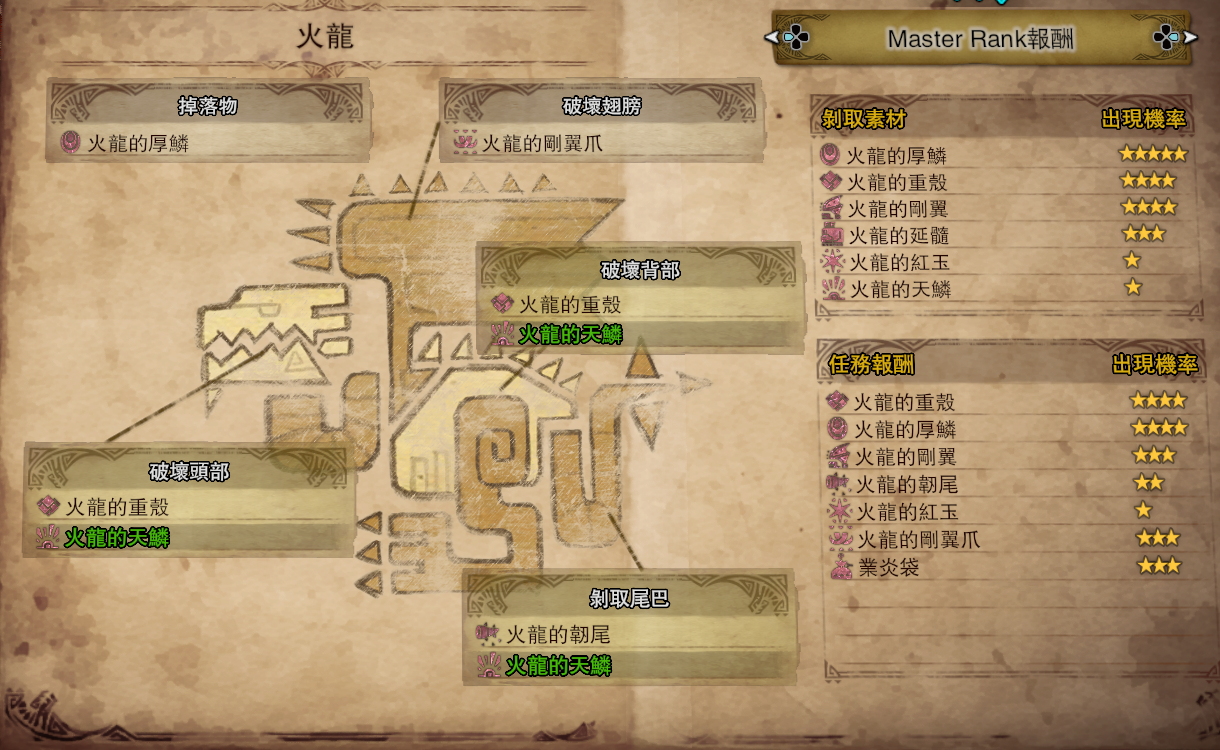 火龍
Master Rank報酬
掉落物
火龍的厚鱗
破壞翅膀
火龍的剛翼爪
破壞背部
火龍的重殼
火龍的天鱗
破壞頭部
火龍的重殼
火龍的天鱗
剝取尾巴
火龍的韌尾
火龍的天鱗
剝取素材 出現機率
火龍的厚鱗 ★★★★★
火龍的重殼 ★★★★
火龍的剛翼 ★★★★
火龍的延髓 ★★★
火龍的紅玉 ★
火龍的天鱗 ★
任務報酬 出現機率
火龍的重殼 ★★★★
火龍的厚鱗 ★★★★
火龍的剛翼 ★★★
火龍的韌尾 ★★
火龍的紅玉 ★
火龍的剛翼爪 ★★★
業炎袋 ★★★